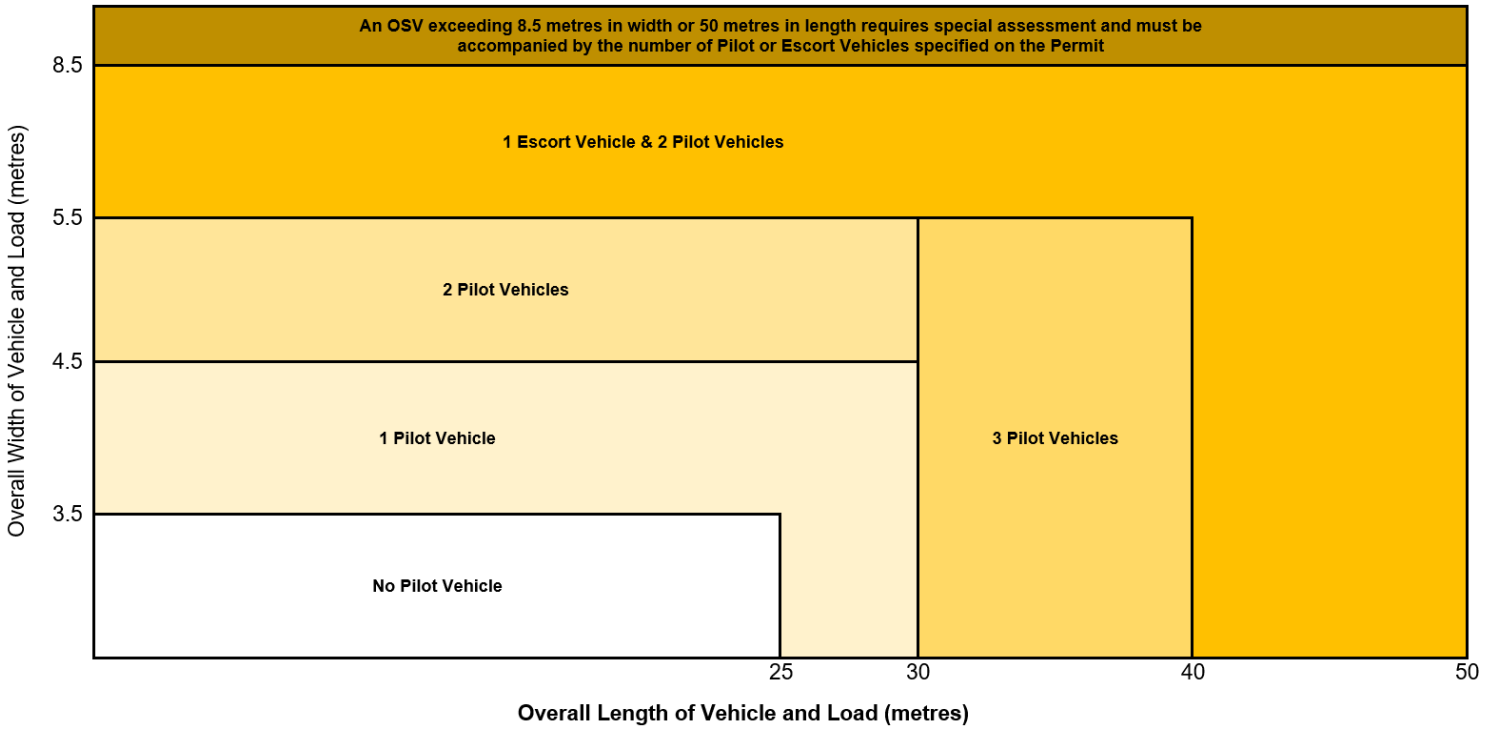 An OSV exceeding 8.5 metres in width or 50 metres in length requires special assessment and must be
accompanied by the number of Pilot or Escort Vehicles specified on the Permit
8.5
1 Escort Vehicle & 2 Pilot Vehicles
5.5
2 Pilot Vehicles
4.5
1 Pilot Vehicle
3 Pilot Vehicles
3.5
No Pilot Vehicle
Overall Width of Vehicle and Load (metres)
25 30 40 50
Overall Length of Vehicle and Load (metres)